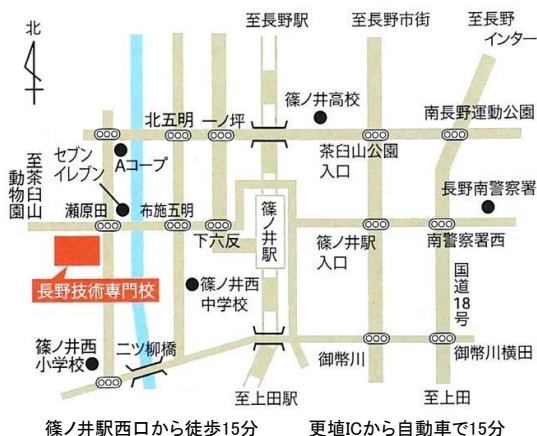 北
至長野駅
至長野市街
至長野
インター
篠ノ井高校
北五明
一ノ坪
南長野運動公園
Aコープ
茶臼山公園
入口
セブン
イレブン
至茶臼山
動物園
長野南警察署
瀬原田
布施五明
下六反
篠ノ井駅
篠ノ井駅
入口
南警察署西
長野技術専門校
篠ノ井西
中学校
国道18号
篠ノ井西
小学校
二ツ柳橋
御幣川
御幣川横田
至上田駅
至上田
篠ノ井駅西口から徒歩15分
更埴ICから自動車で15分